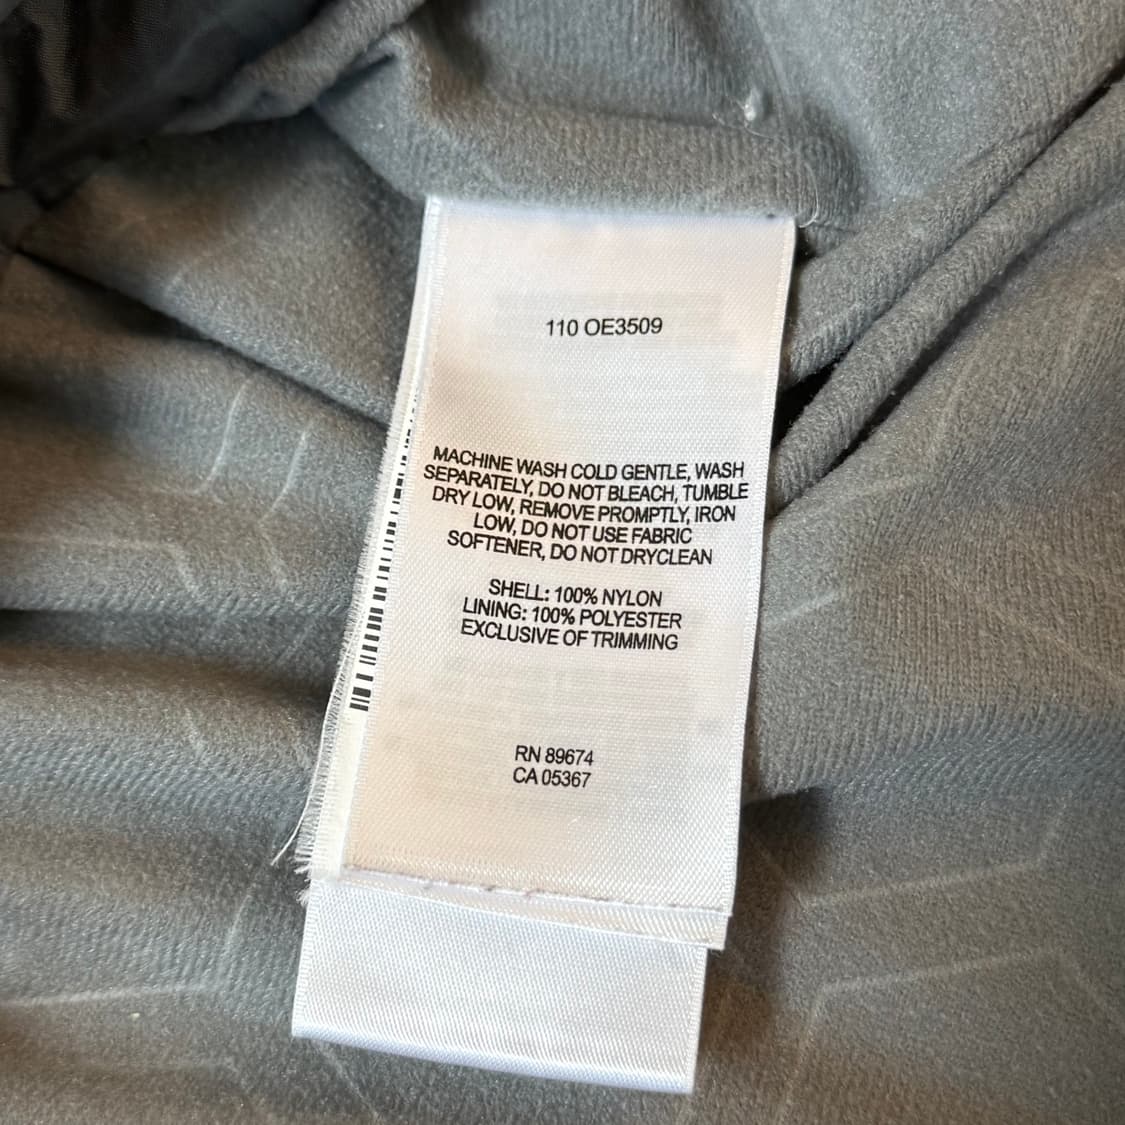 110 OE3509
MACHINE WASH COLD GENTLE, WASH
SEPARATELY, DO NOT BLEACH, TUMBLE
DRY LOW, REMOVE PROMPTLY, IRON
LOW, DO NOT USE FABRIC
SOFTENER, DO NOT DRYCLEAN
SHELL: 100% NYLON
LINING: 100% POLYESTER
EXCLUSIVE OF TRIMMING
RN 89674
CA 05367